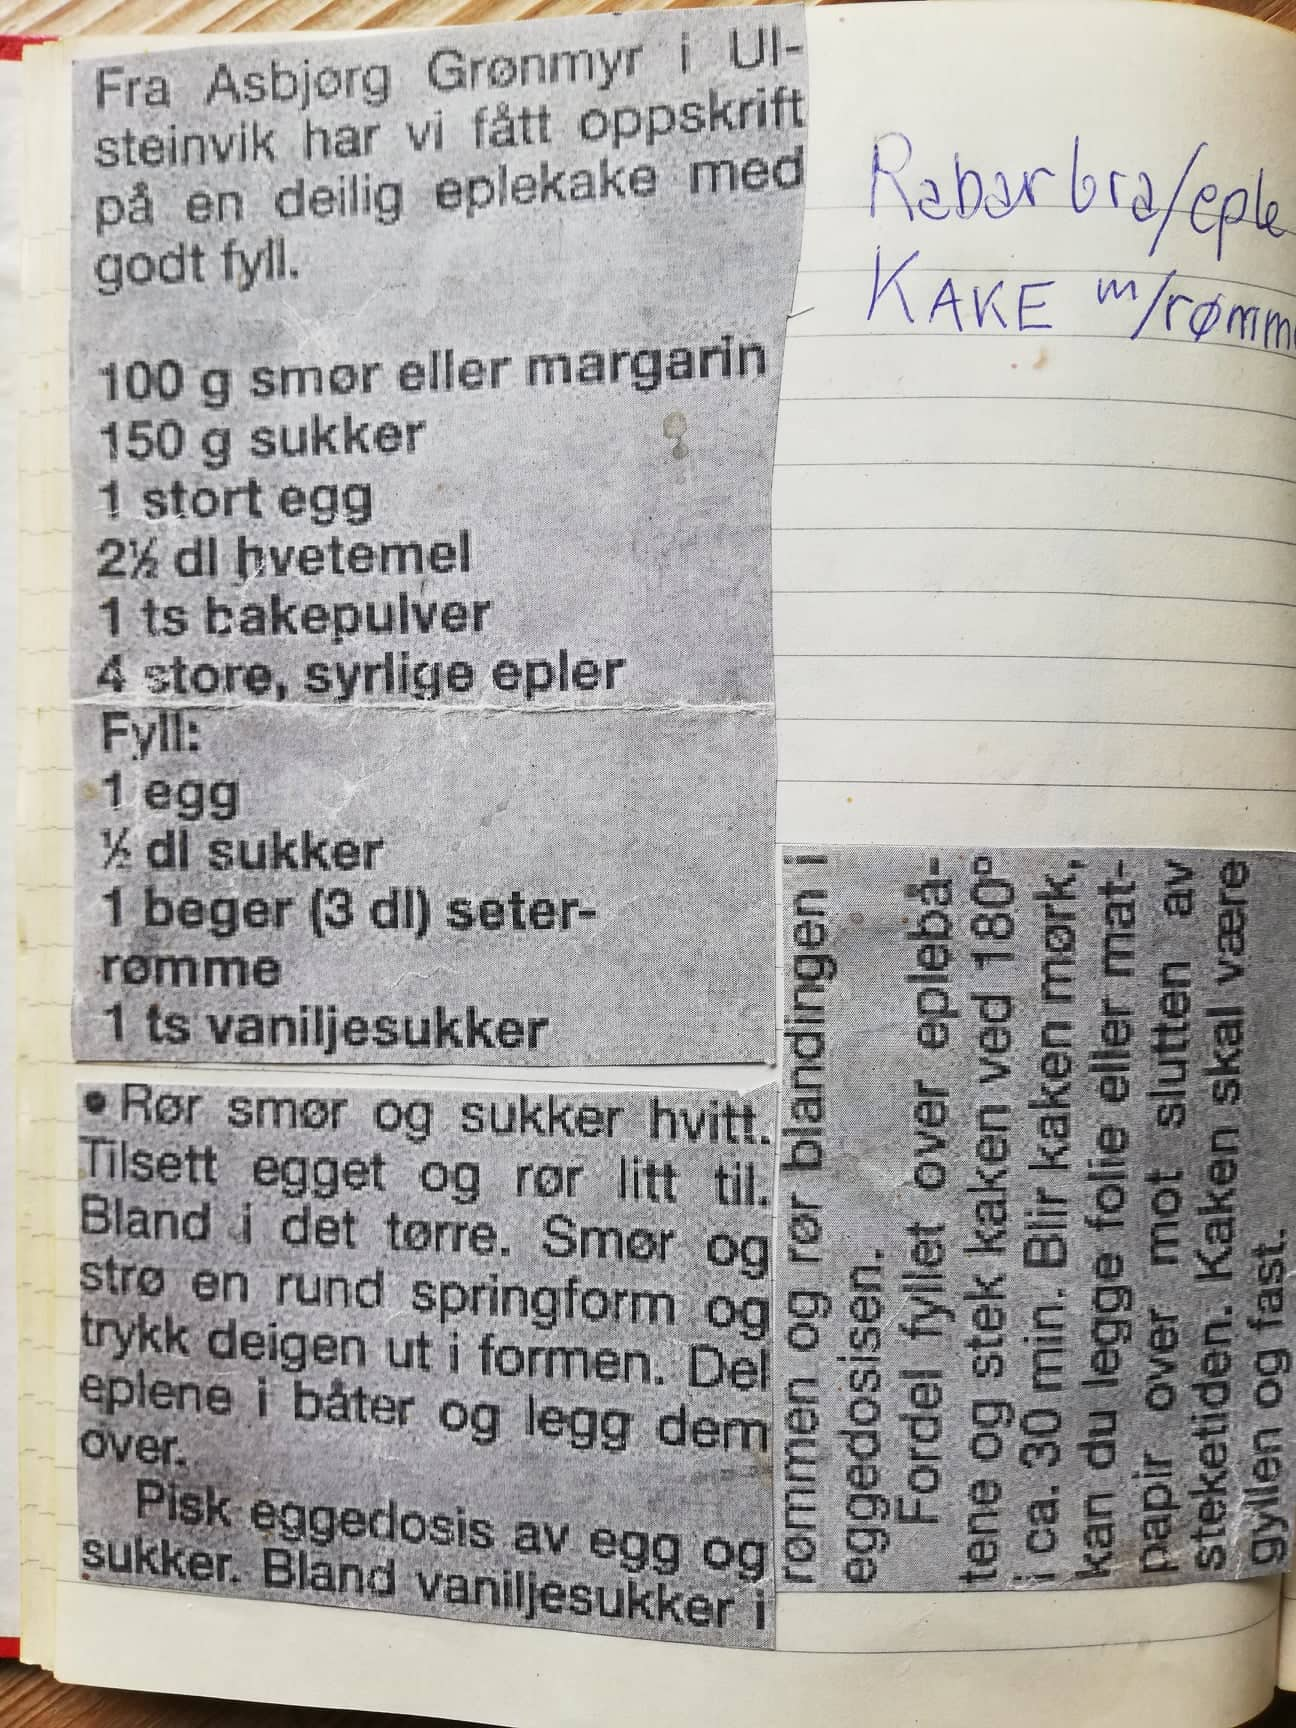 Fra Asbjørg Grønmyr i Ul-
steinvik har vi fått oppskrift
på en deilig eplekake med
godt fyll.
100 g smør eller margarin
150 g sukker
1 stort egg
2½ dl hvetemel
1 ts bakepulver
4 store, syrlige epler
Fyll:
1 egg
½ dl sukker
1 beger (3 dl) seter-
rømme
1 ts vaniljesukker
• Rør smør og sukker hvitt.
Tilsett egget og rør litt til.
Bland i det tørre. Smør og
strø en rund springform og
trykk deigen ut i formen. Del
eplene i båter og legg dem
over.
Pisk eggedosis av egg og
sukker. Bland vaniljesukker i
rømmen og rør blandingen i
eggedosisen.
Fordel fyllet over eplebå-
tene og stek kaken ved 180°
i ca. 30 min. Blir kaken mørk,
kan du legge folie eller mat-
papir over mot slutten av
steketiden. Kaken skal være
gyllen og fast.
Rabarbra/eple
KAKE m/rømm